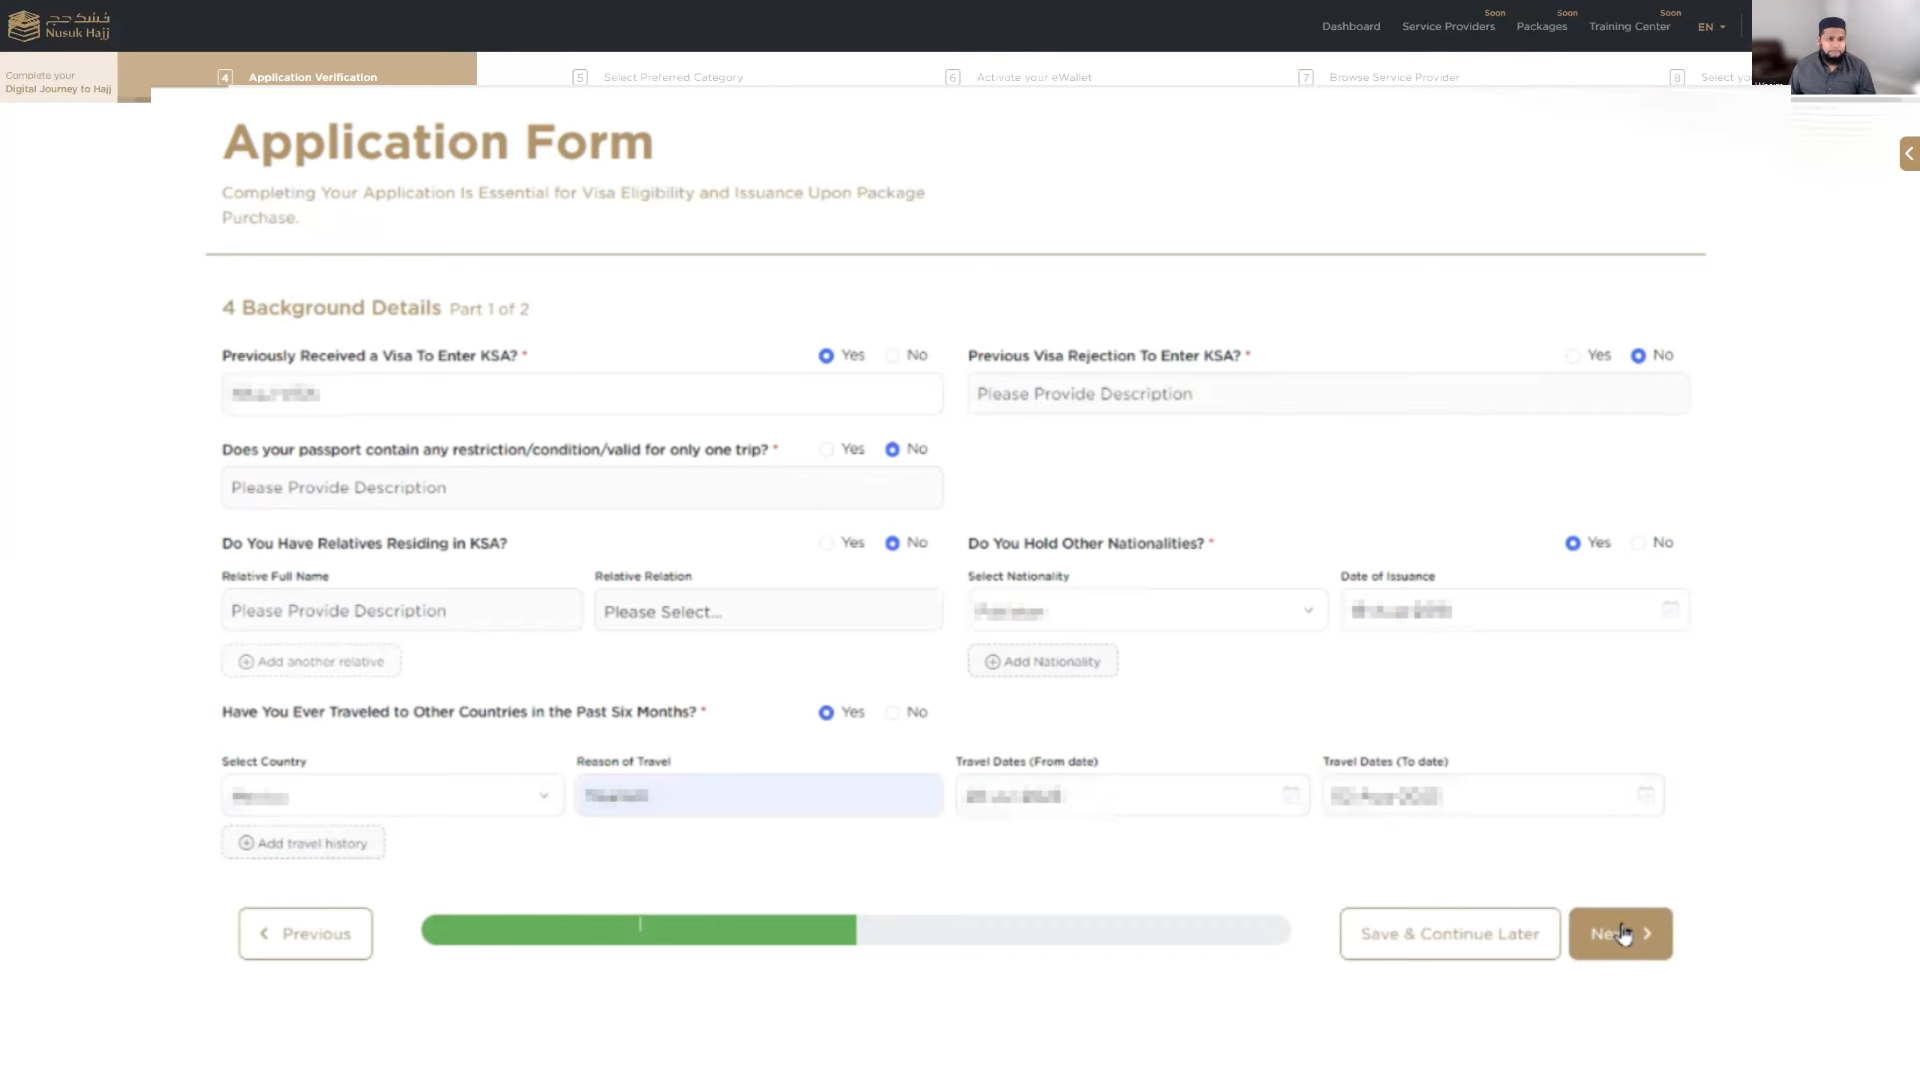 نسك حج
Nusuk Hajj
Dashboard
Soon
Service Providers
Soon
Packages
Soon
Training Center
EN
Complete your
Digital Journey to Hajj
4 Application Verification
5 Select Preferred Category
6 Activate your eWallet
7 Browse Service Provider
8 Select
Application Form
Completing Your Application Is Essential for Visa Eligibility and Issuance Upon Package
Purchase.
4 Background Details Part 1 of 2
Previously Received a Visa To Enter KSA? * Yes No
Previous Visa Rejection To Enter KSA? * Yes No
Please Provide Description
Does your passport contain any restriction/condition/valid for only one trip? * Yes No
Please Provide Description
Do You Have Relatives Residing in KSA? Yes No
Relative Full Name
Please Provide Description
Relative Relation
Please Select...
Add another relative
Do You Hold Other Nationalities? * Yes No
Select Nationality
Date of Issuance
Add Nationality
Have You Ever Traveled to Other Countries in the Past Six Months? * Yes No
Select Country
Reason of Travel
Travel Dates (From date)
Travel Dates (To date)
Add travel history
Previous
Save & Continue Later